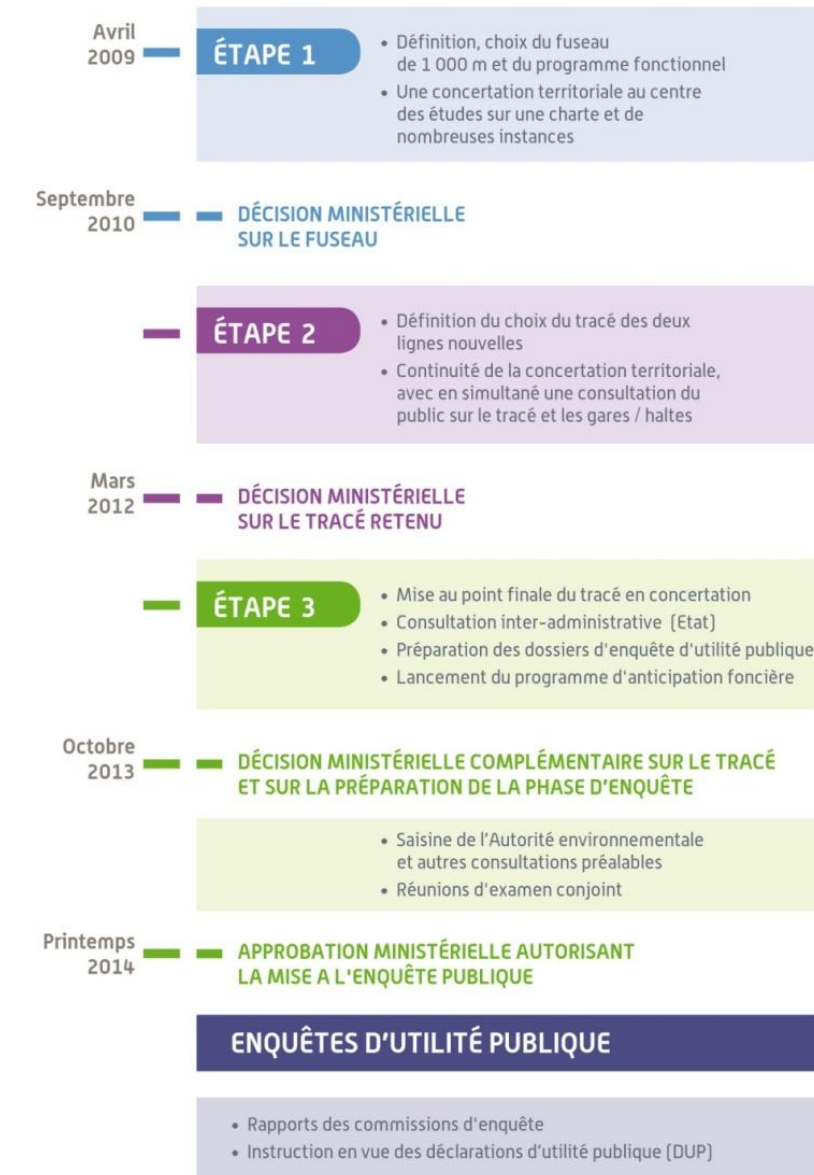 Avril
2009
ÉTAPE 1
• Définition, choix du fuseau
de 1 000 m et du programme fonctionnel
• Une concertation territoriale au centre
des études sur une charte et de
nombreuses instances
Septembre
2010
DÉCISION MINISTÉRIELLE
SUR LE FUSEAU
ÉTAPE 2
• Définition du choix du tracé des deux
lignes nouvelles
• Continuité de la concertation territoriale,
avec en simultané une consultation du
public sur le tracé et les gares / haltes
Mars
2012
DÉCISION MINISTÉRIELLE
SUR LE TRACÉ RETENU
ÉTAPE 3
• Mise au point finale du tracé en concertation
• Consultation inter-administrative (Etat)
• Préparation des dossiers d'enquête d'utilité publique
• Lancement du programme d'anticipation foncière
Octobre
2013
DÉCISION MINISTÉRIELLE COMPLÉMENTAIRE SUR LE TRACÉ
ET SUR LA PRÉPARATION DE LA PHASE D'ENQUÊTE
• Saisine de l'Autorité environnementale
et autres consultations préalables
• Réunions d'examen conjoint
Printemps
2014
APPROBATION MINISTÉRIELLE AUTORISANT
LA MISE A L'ENQUÊTE PUBLIQUE
ENQUÊTES D'UTILITÉ PUBLIQUE
• Rapports des commissions d'enquête
• Instruction en vue des déclarations d'utilité publique (DUP)